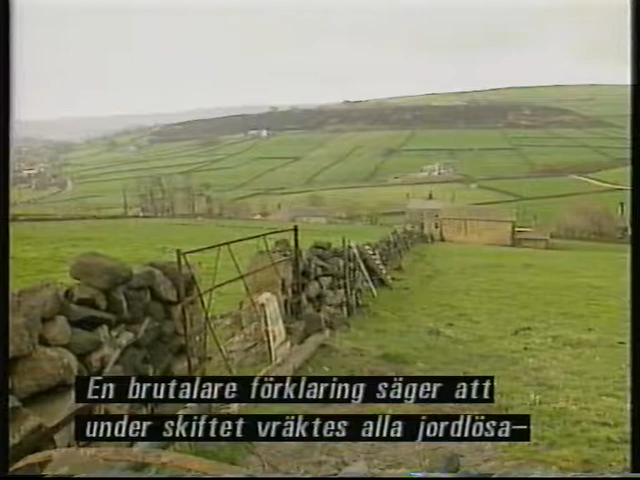 En brutalare förklaring säger att
under skiftet vräktes alla jordlösa–